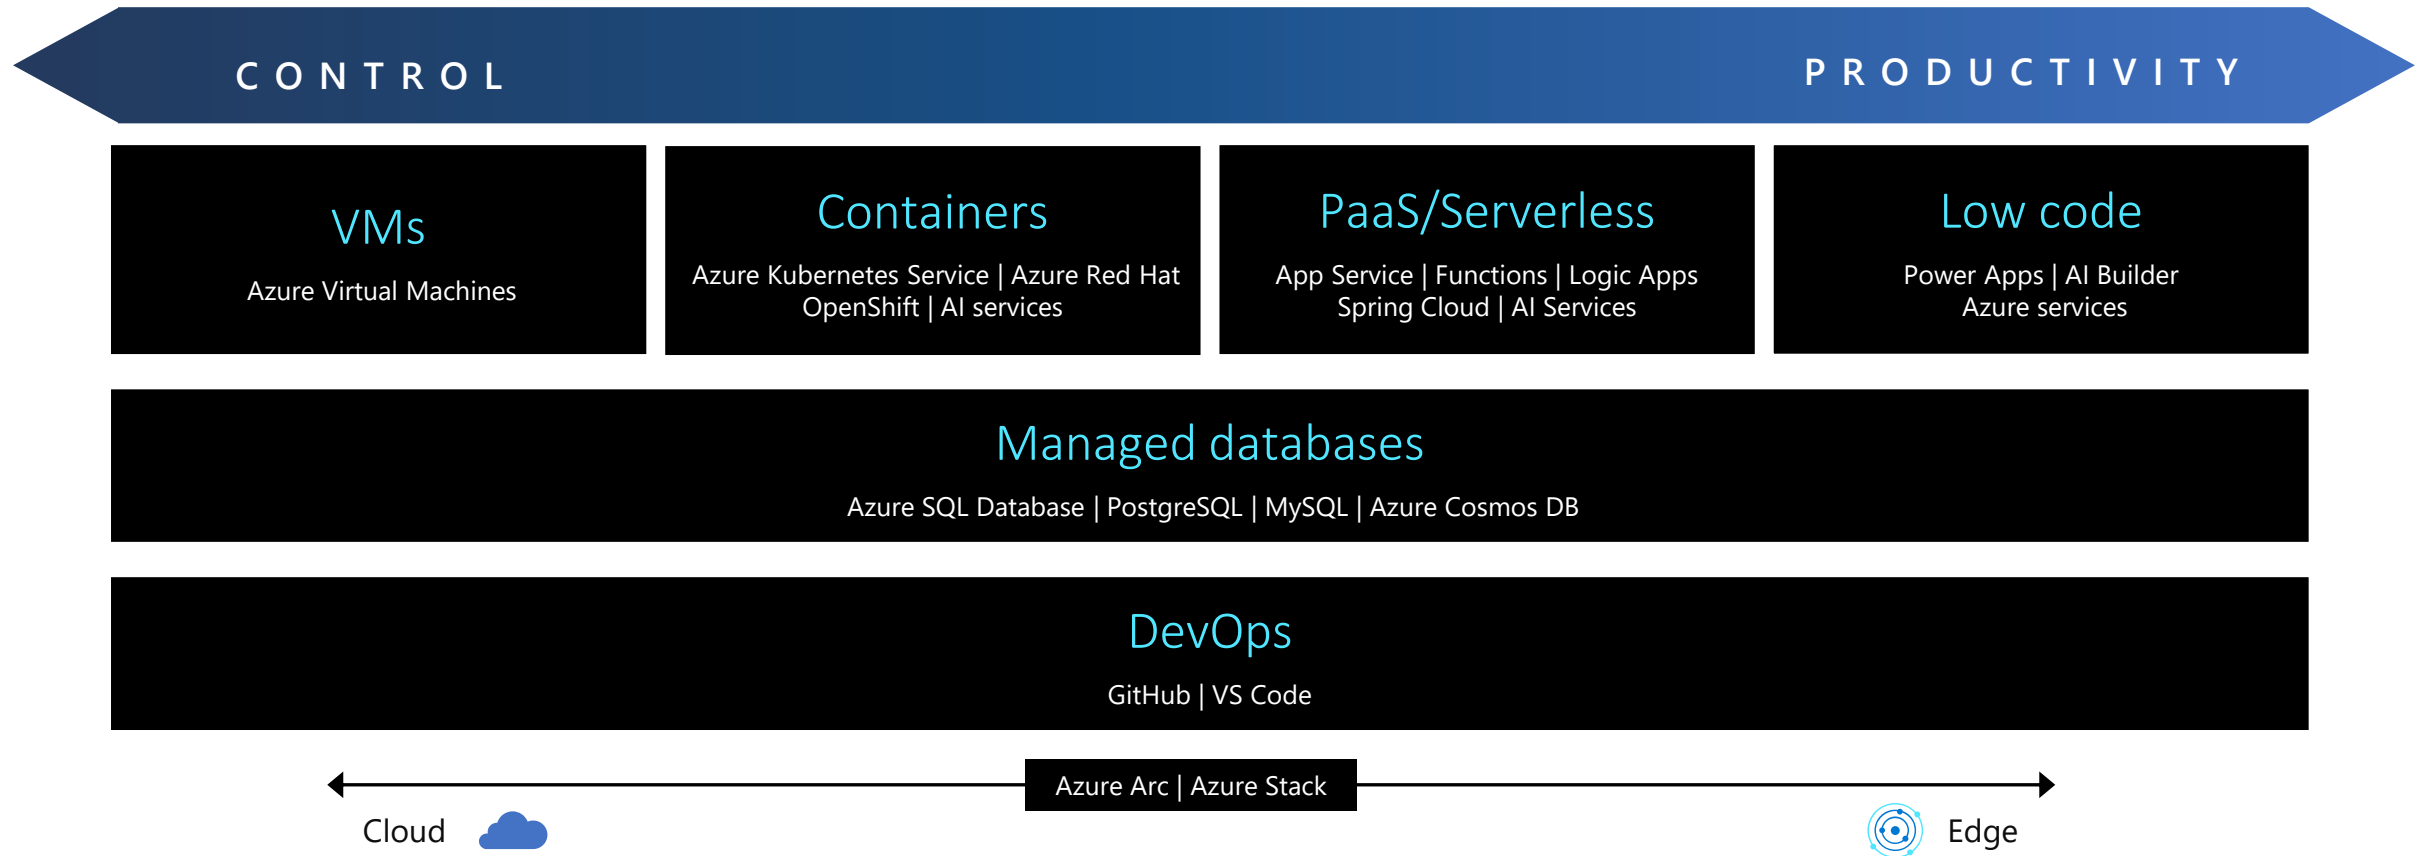 CONTROL
PRODUCTIVITY
VMs
Azure Virtual Machines
Containers
Azure Kubernetes Service | Azure Red Hat
OpenShift | AI services
PaaS/Serverless
App Service | Functions | Logic Apps
Spring Cloud | AI Services
Low code
Power Apps | AI Builder
Azure services
Managed databases
Azure SQL Database | PostgreSQL | MySQL | Azure Cosmos DB
DevOps
GitHub | VS Code
Azure Arc | Azure Stack
Cloud
Edge